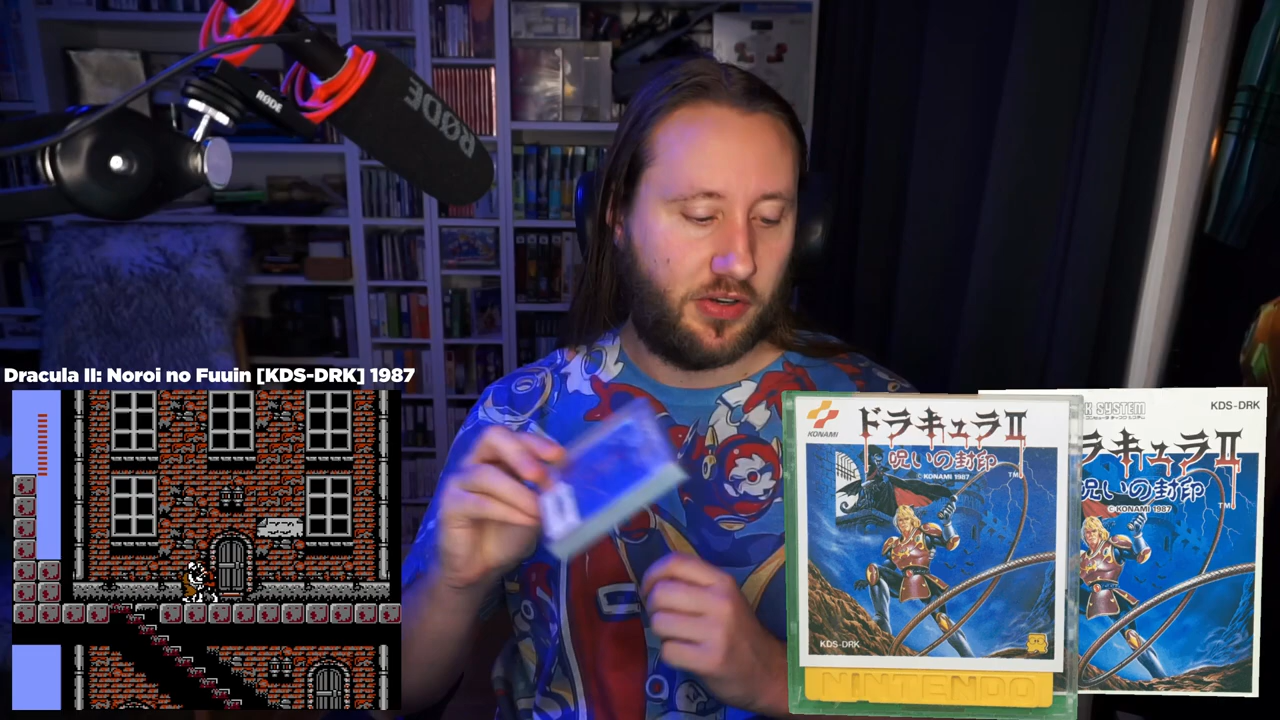 RØDE
RØDE
Dracula II: Noroi no Fuuin [KDS-DRK] 1987
KONAMI
ドラキュラII
呪いの封印
TM
© KONAMI 1987
KDS-DRK
NINTENDO
K SYSTEM
KDS-DRK
ラキュラII
呪いの封印
TM
© KONAMI 1987